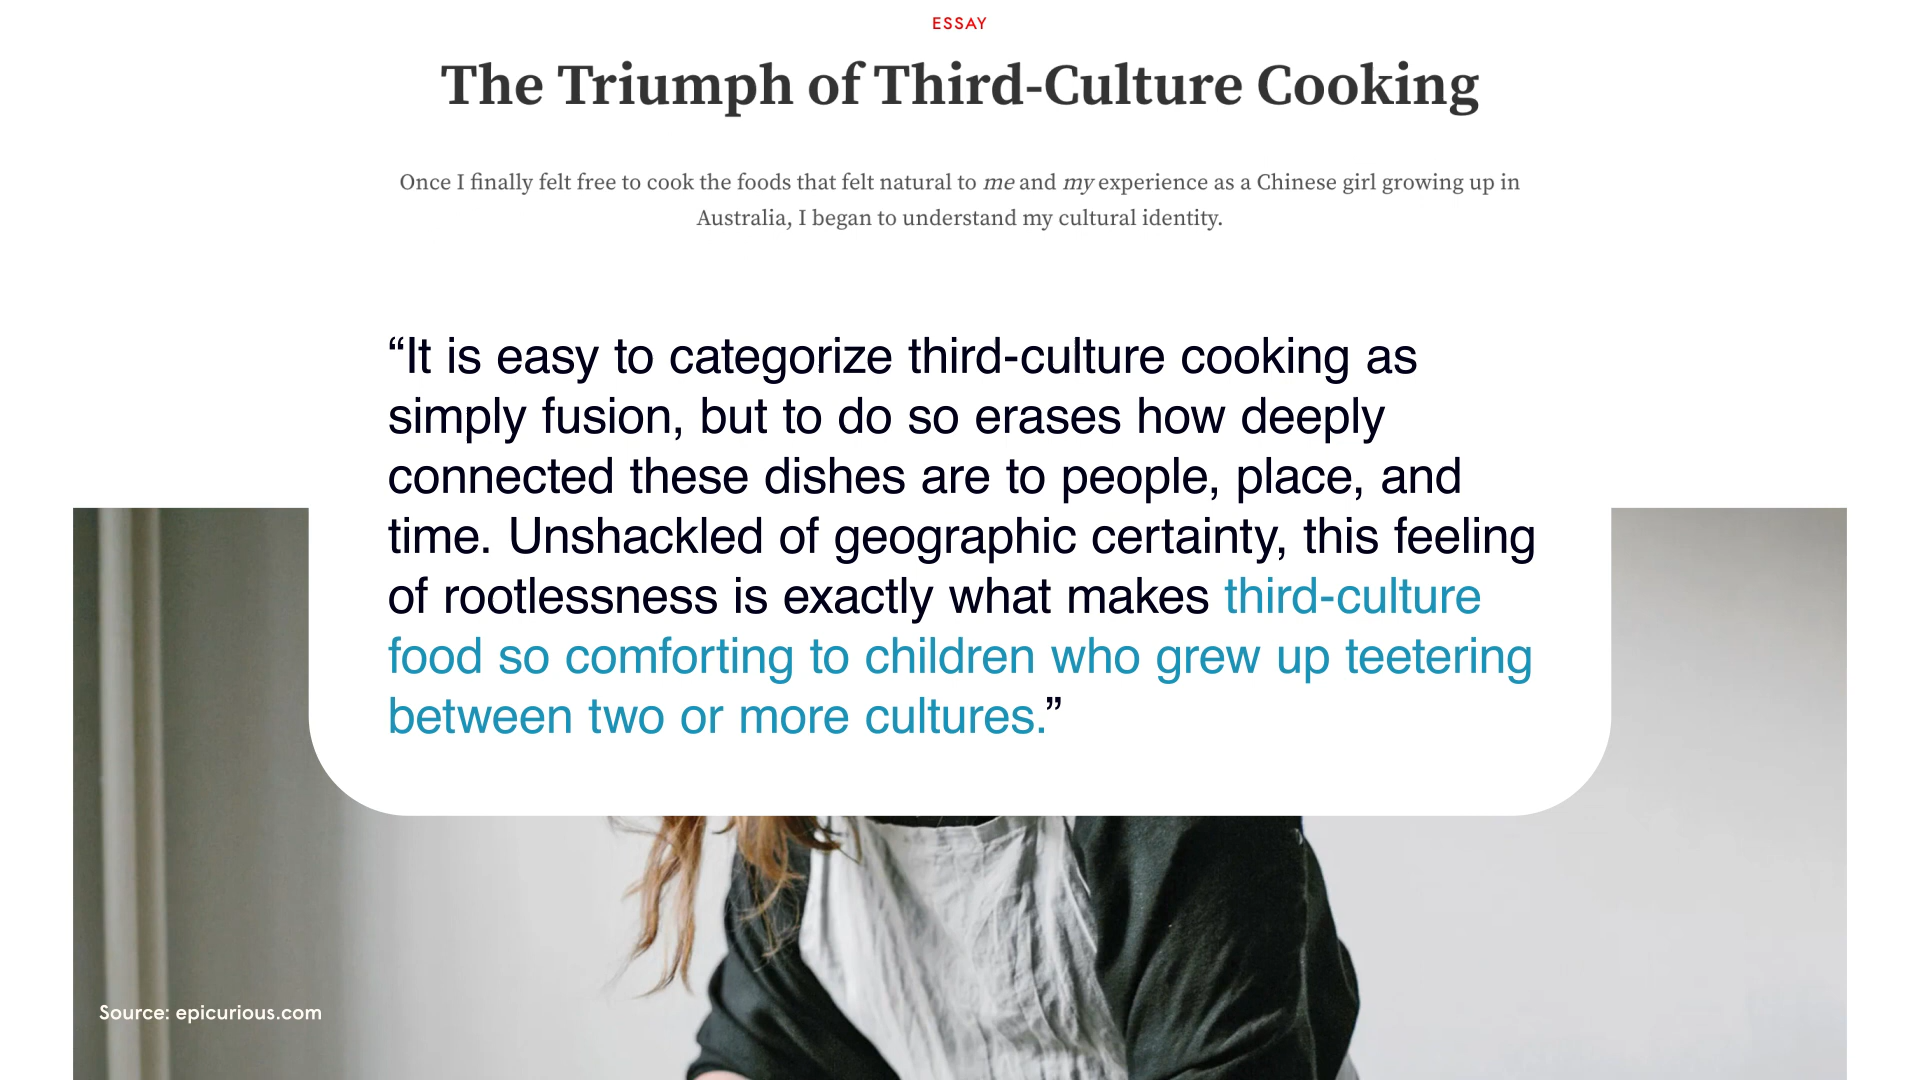 ESSAY
The Triumph of Third-Culture Cooking
Once I finally felt free to cook the foods that felt natural to me and my experience as a Chinese girl growing up in
Australia, I began to understand my cultural identity.
“It is easy to categorize third-culture cooking as
simply fusion, but to do so erases how deeply
connected these dishes are to people, place, and
time. Unshackled of geographic certainty, this feeling
of rootlessness is exactly what makes third-culture
food so comforting to children who grew up teetering
between two or more cultures.”
Source: epicurious.com